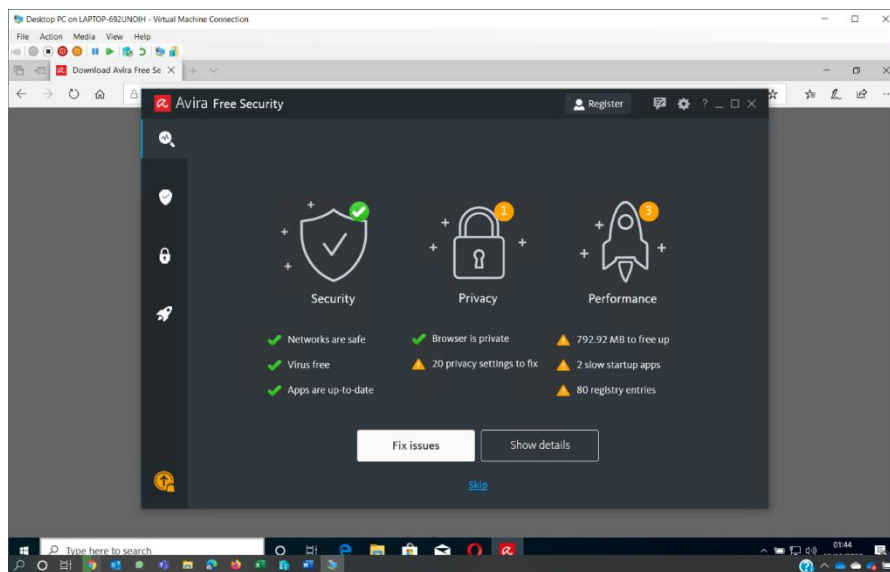 Desktop PC on LAPTOP-692UNOIH - Virtual Machine Connection
File Action Media View Help
Download Avira Free Se
Avira Free Security
Register
?
1
3
Security
Privacy
Performance
Networks are safe
Browser is private
792.92 MB to free up
Virus free
20 privacy settings to fix
2 slow startup apps
Apps are up-to-date
80 registry entries
Fix issues
Show details
Skip
Type here to search
01:44